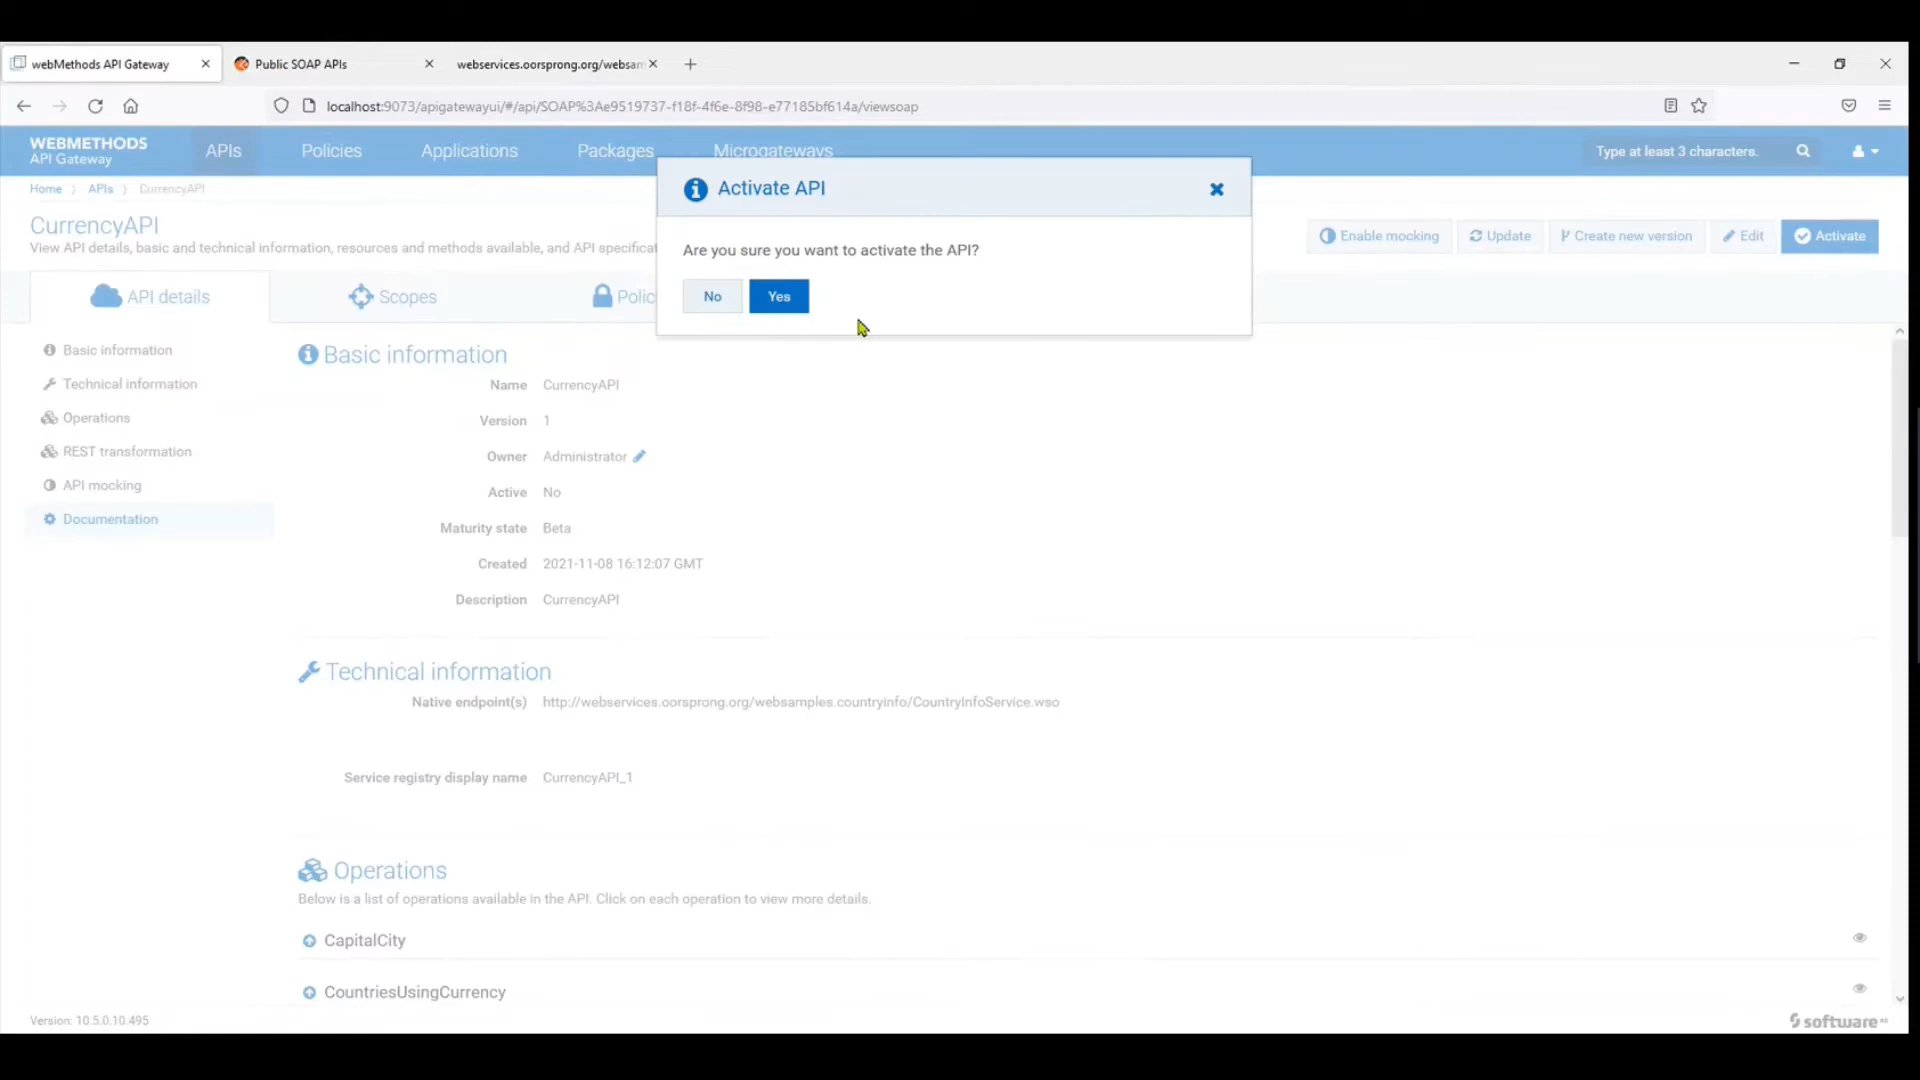 webMethods API Gateway
Public SOAP APIs
webservices.oorsprong.org/websam
localhost:9073/apigatewayui/#/api/SOAP%3Ae9519737-f18f-4f6e-8f98-e77185bf614a/viewsoap
WEBMETHODS
API Gateway
APIs
Policies
Applications
Packages
Microgateways
Type at least 3 characters.
Home
APIs
CurrencyAPI
Activate API
Are you sure you want to activate the API?
No
Yes
CurrencyAPI
View API details, basic and technical information, resources and methods available, and API specificat
Enable mocking
Update
Create new version
Edit
Activate
API details
Scopes
Polic
Basic information
Technical information
Operations
REST transformation
API mocking
Documentation
Basic information
Name CurrencyAPI
Version 1
Owner Administrator
Active No
Maturity state Beta
Created 2021-11-08 16:12:07 GMT
Description CurrencyAPI
Technical information
Native endpoint(s) http://webservices.oorsprong.org/websamples.countryinfo/CountryInfoService.wso
Service registry display name CurrencyAPI_1
Operations
Below is a list of operations available in the API. Click on each operation to view more details.
CapitalCity
CountriesUsingCurrency
Version: 10.5.0.10.495
software AG